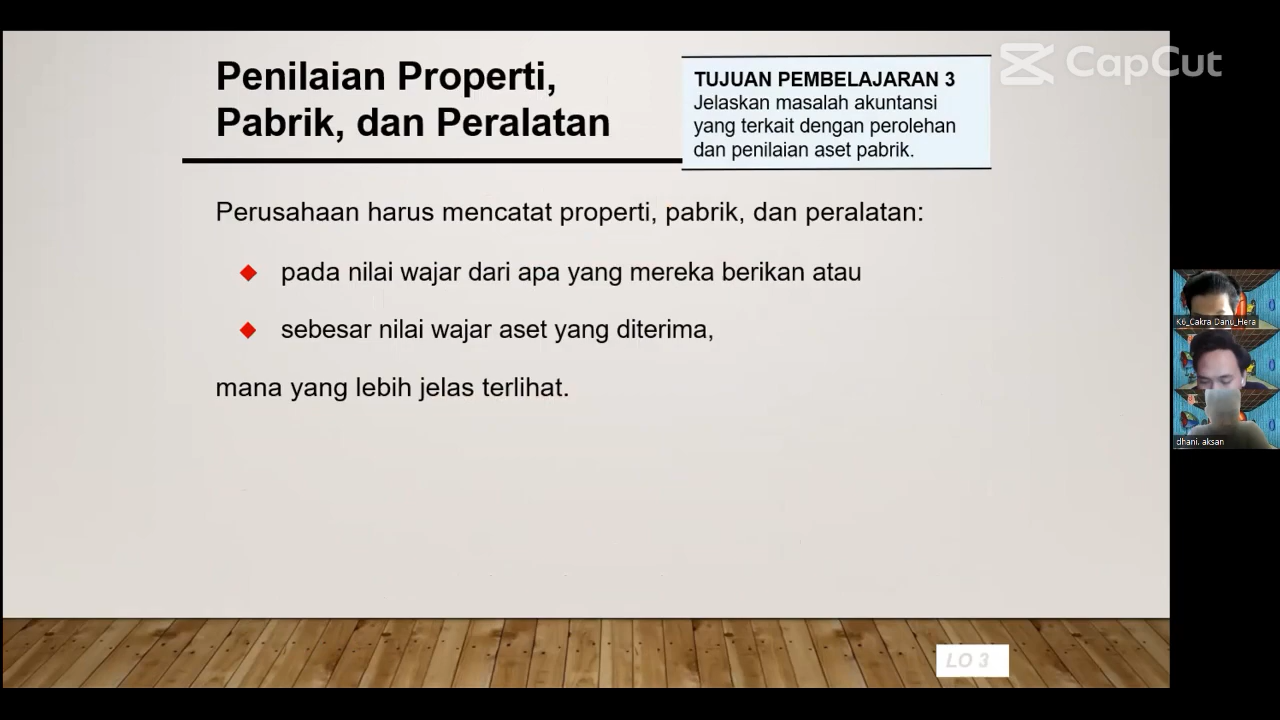 Penilaian Properti,
Pabrik, dan Peralatan
TUJUAN PEMBELAJARAN 3
Jelaskan masalah akuntansi
yang terkait dengan perolehan
dan penilaian aset pabrik.
CapCut
Perusahaan harus mencatat properti, pabrik, dan peralatan:
pada nilai wajar dari apa yang mereka berikan atau
sebesar nilai wajar aset yang diterima,
mana yang lebih jelas terlihat.
K6_Cakra Danu_Hera
dhani. aksan
LO 3